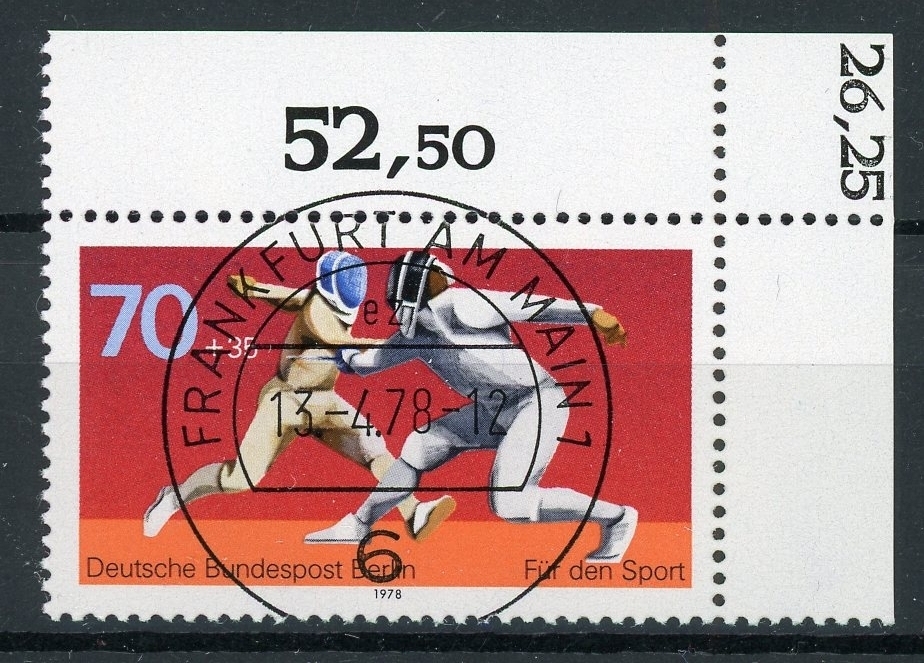 52,50
26,25
70
+35
FRANKFURT AM MAIN 1
ez
13.-4.78-12
6
Deutsche Bundespost Berlin
Für den Sport
1978